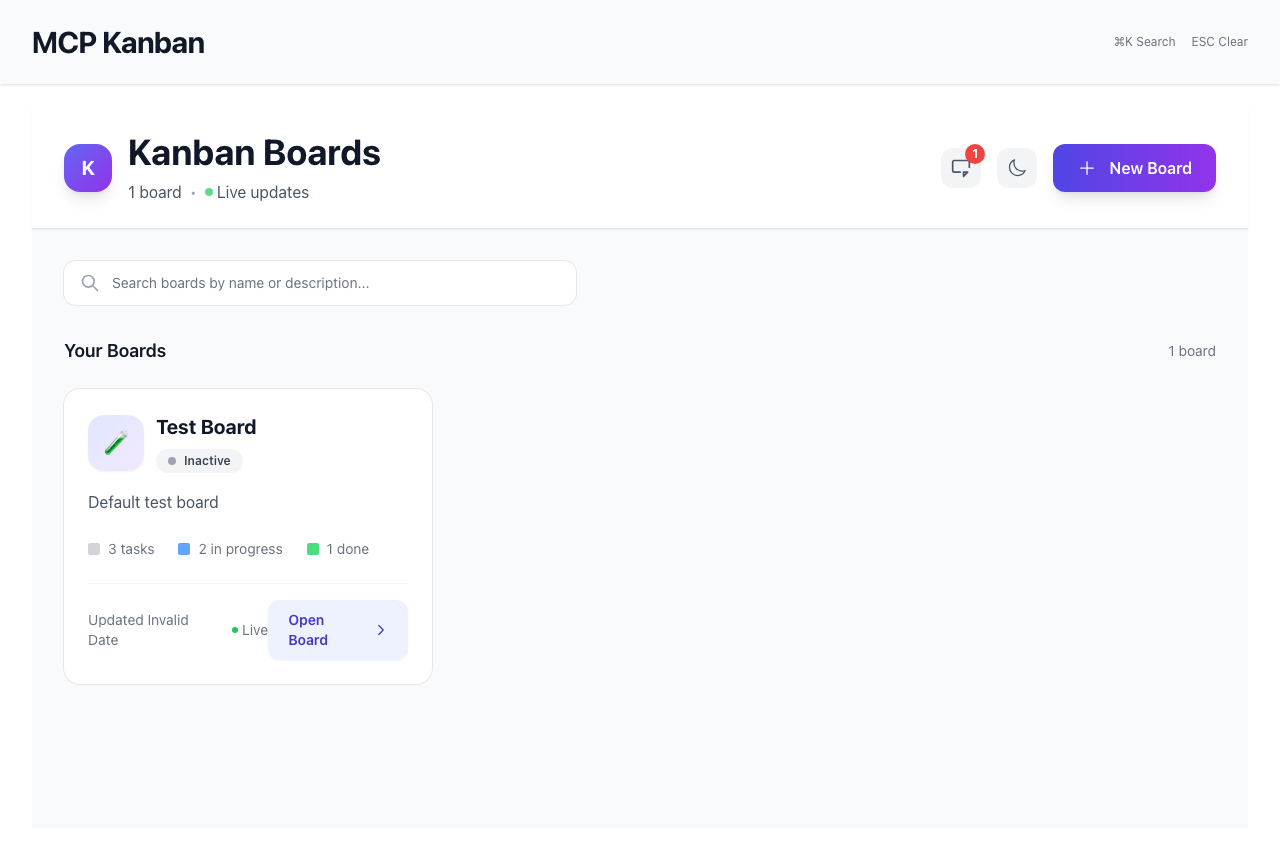 MCP Kanban
⌘K Search ESC Clear
K
Kanban Boards
1 board • Live updates
1
New Board
Search boards by name or description...
Your Boards
1 board
Test Board
Inactive
Default test board
3 tasks 2 in progress 1 done
Updated Invalid
Date
Live
Open
Board